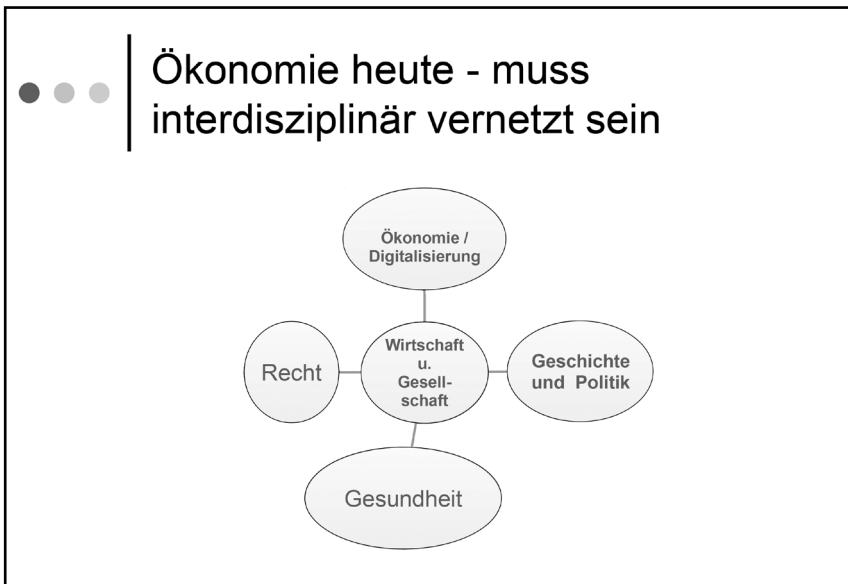 Ökonomie heute - muss
interdisziplinär vernetzt sein
Ökonomie /
Digitalisierung
Recht
Wirtschaft
u.
Gesell-
schaft
Geschichte
und Politik
Gesundheit